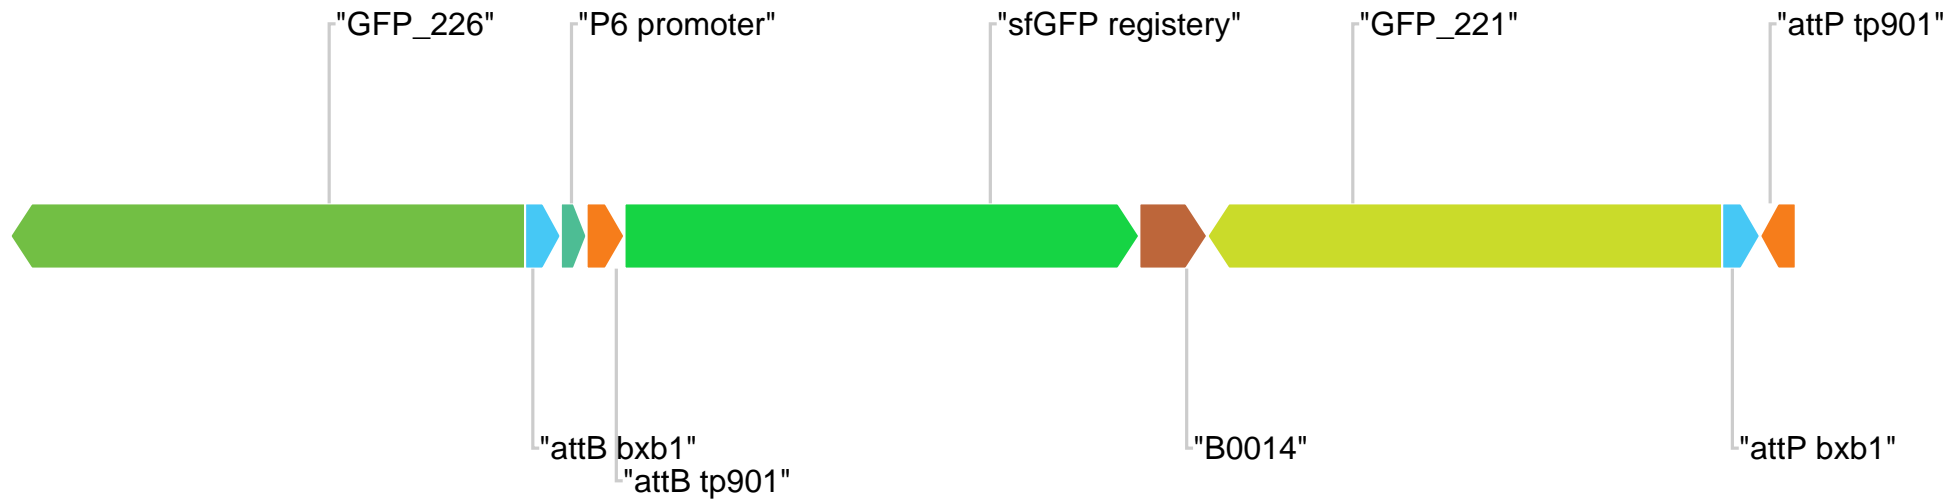 "GFP_226"
"P6 promoter"
"sfGFP registery"
"GFP_221"
"attP tp901"
"attB bxb1"
"B0014"
"attP bxb1"
"attB tp901"